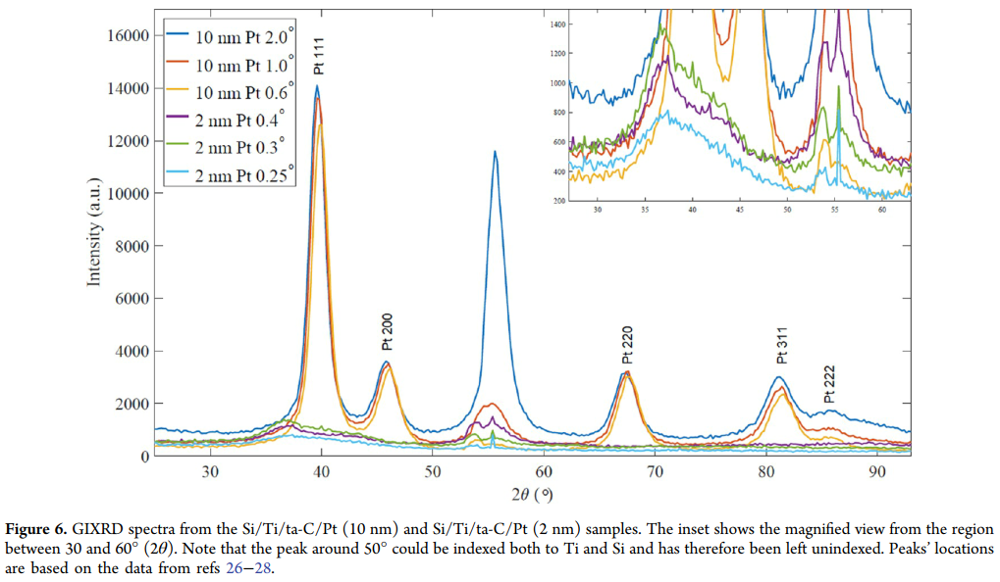 16000
14000
12000
10000
8000
6000
4000
2000
0
Intensity (a.u.)
10 nm Pt 2.0°
10 nm Pt 1.0°
10 nm Pt 0.6°
2 nm Pt 0.4°
2 nm Pt 0.3°
2 nm Pt 0.25°
Pt 111
Pt 200
Pt 220
Pt 311
Pt 222
1400
1200
1000
800
600
400
200
30 35 40 45 50 55 60
30 40 50 60 70 80 90
2θ (°)
Figure 6. GIXRD spectra from the Si/Ti/ta-C/Pt (10 nm) and Si/Ti/ta-C/Pt (2 nm) samples. The inset shows the magnified view from the region
between 30 and 60° (2θ). Note that the peak around 50° could be indexed both to Ti and Si and has therefore been left unindexed. Peaks' locations
are based on the data from refs 26−28.